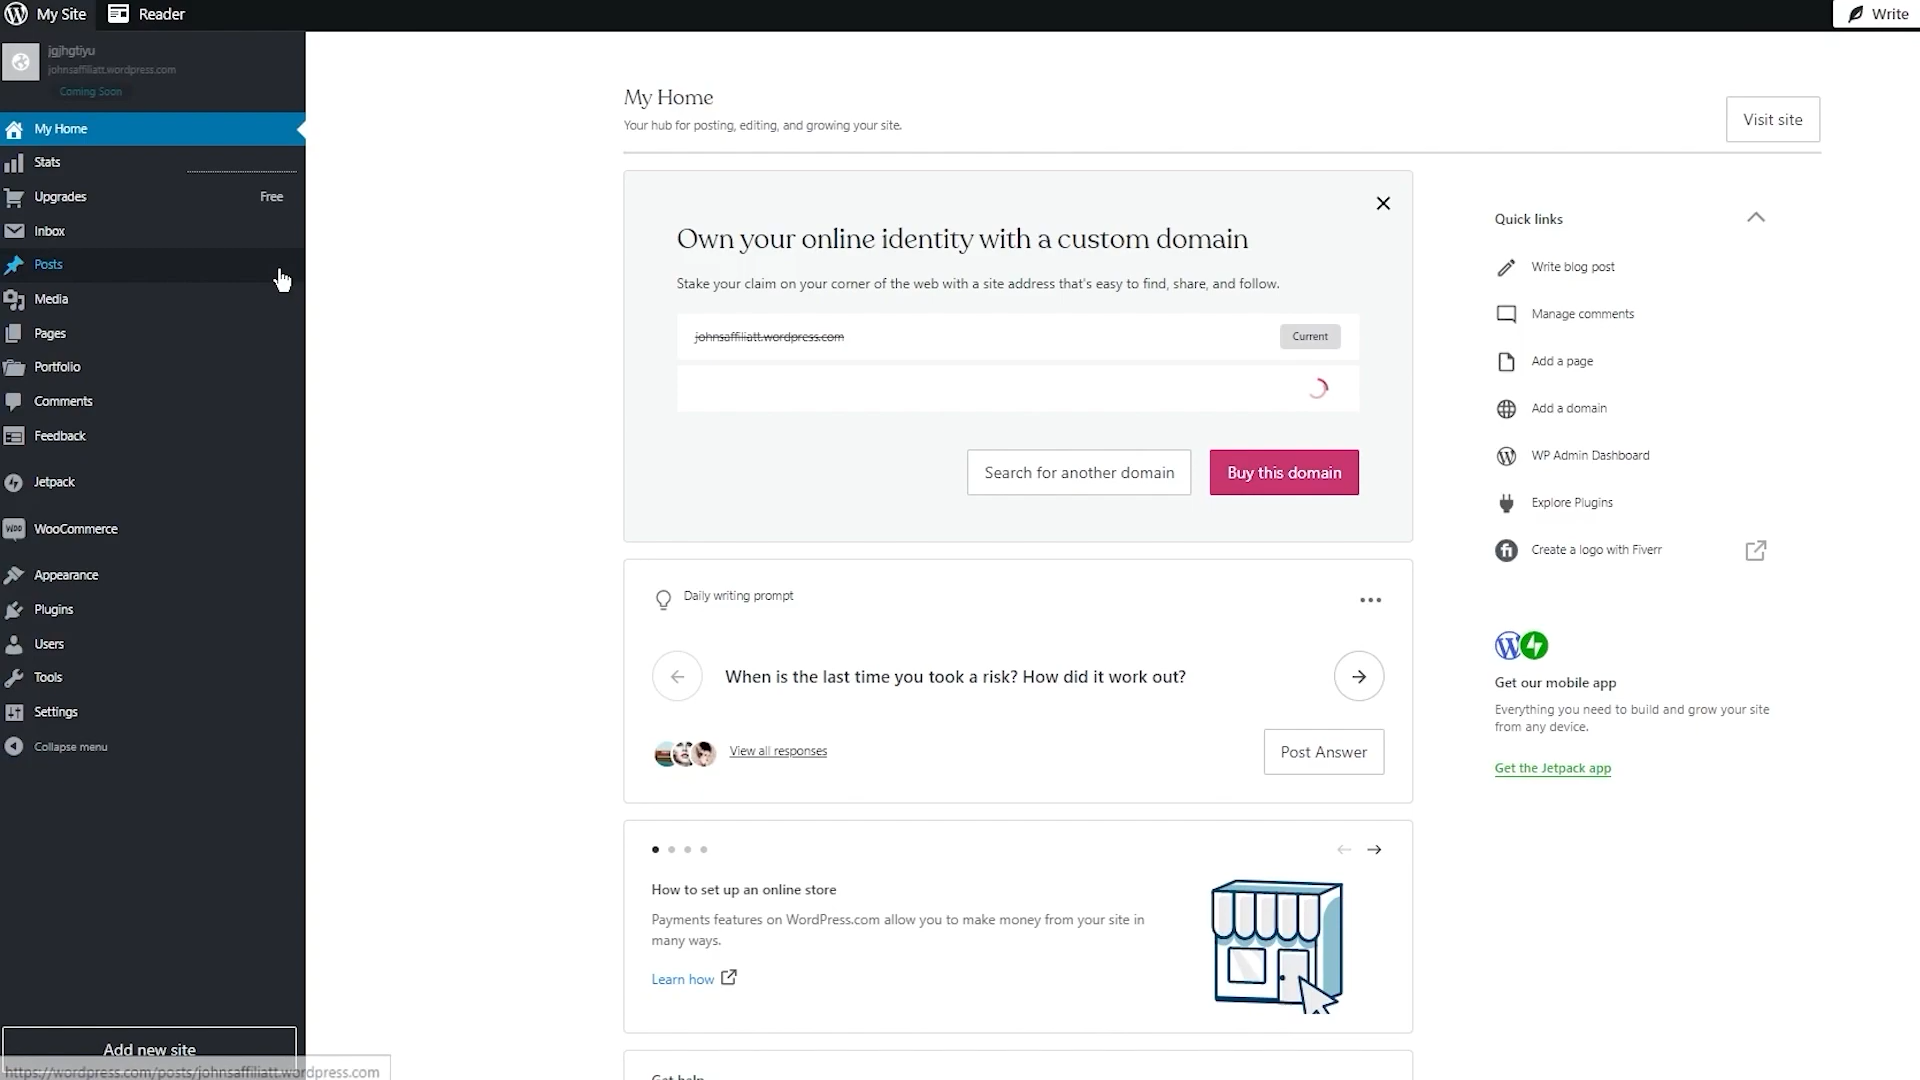 My Site
Reader
Write
jgjhgtiyu
johnsaffiliatt.wordpress.com
Coming Soon
My Home
Stats
Upgrades
Free
Inbox
Posts
Media
Pages
Portfolio
Comments
Feedback
Jetpack
WooCommerce
Appearance
Plugins
Users
Tools
Settings
Collapse menu
Add new site
https://wordpress.com/posts/johnsaffiliatt.wordpress.com
My Home
Your hub for posting, editing, and growing your site.
Visit site
Own your online identity with a custom domain
Stake your claim on your corner of the web with a site address that's easy to find, share, and follow.
johnsaffiliatt.wordpress.com
Current
Search for another domain
Buy this domain
Daily writing prompt
When is the last time you took a risk? How did it work out?
View all responses
Post Answer
How to set up an online store
Payments features on WordPress.com allow you to make money from your site in
many ways.
Learn how
Get help
Quick links
Write blog post
Manage comments
Add a page
Add a domain
WP Admin Dashboard
Explore Plugins
Create a logo with Fiverr
Get our mobile app
Everything you need to build and grow your site
from any device.
Get the Jetpack app